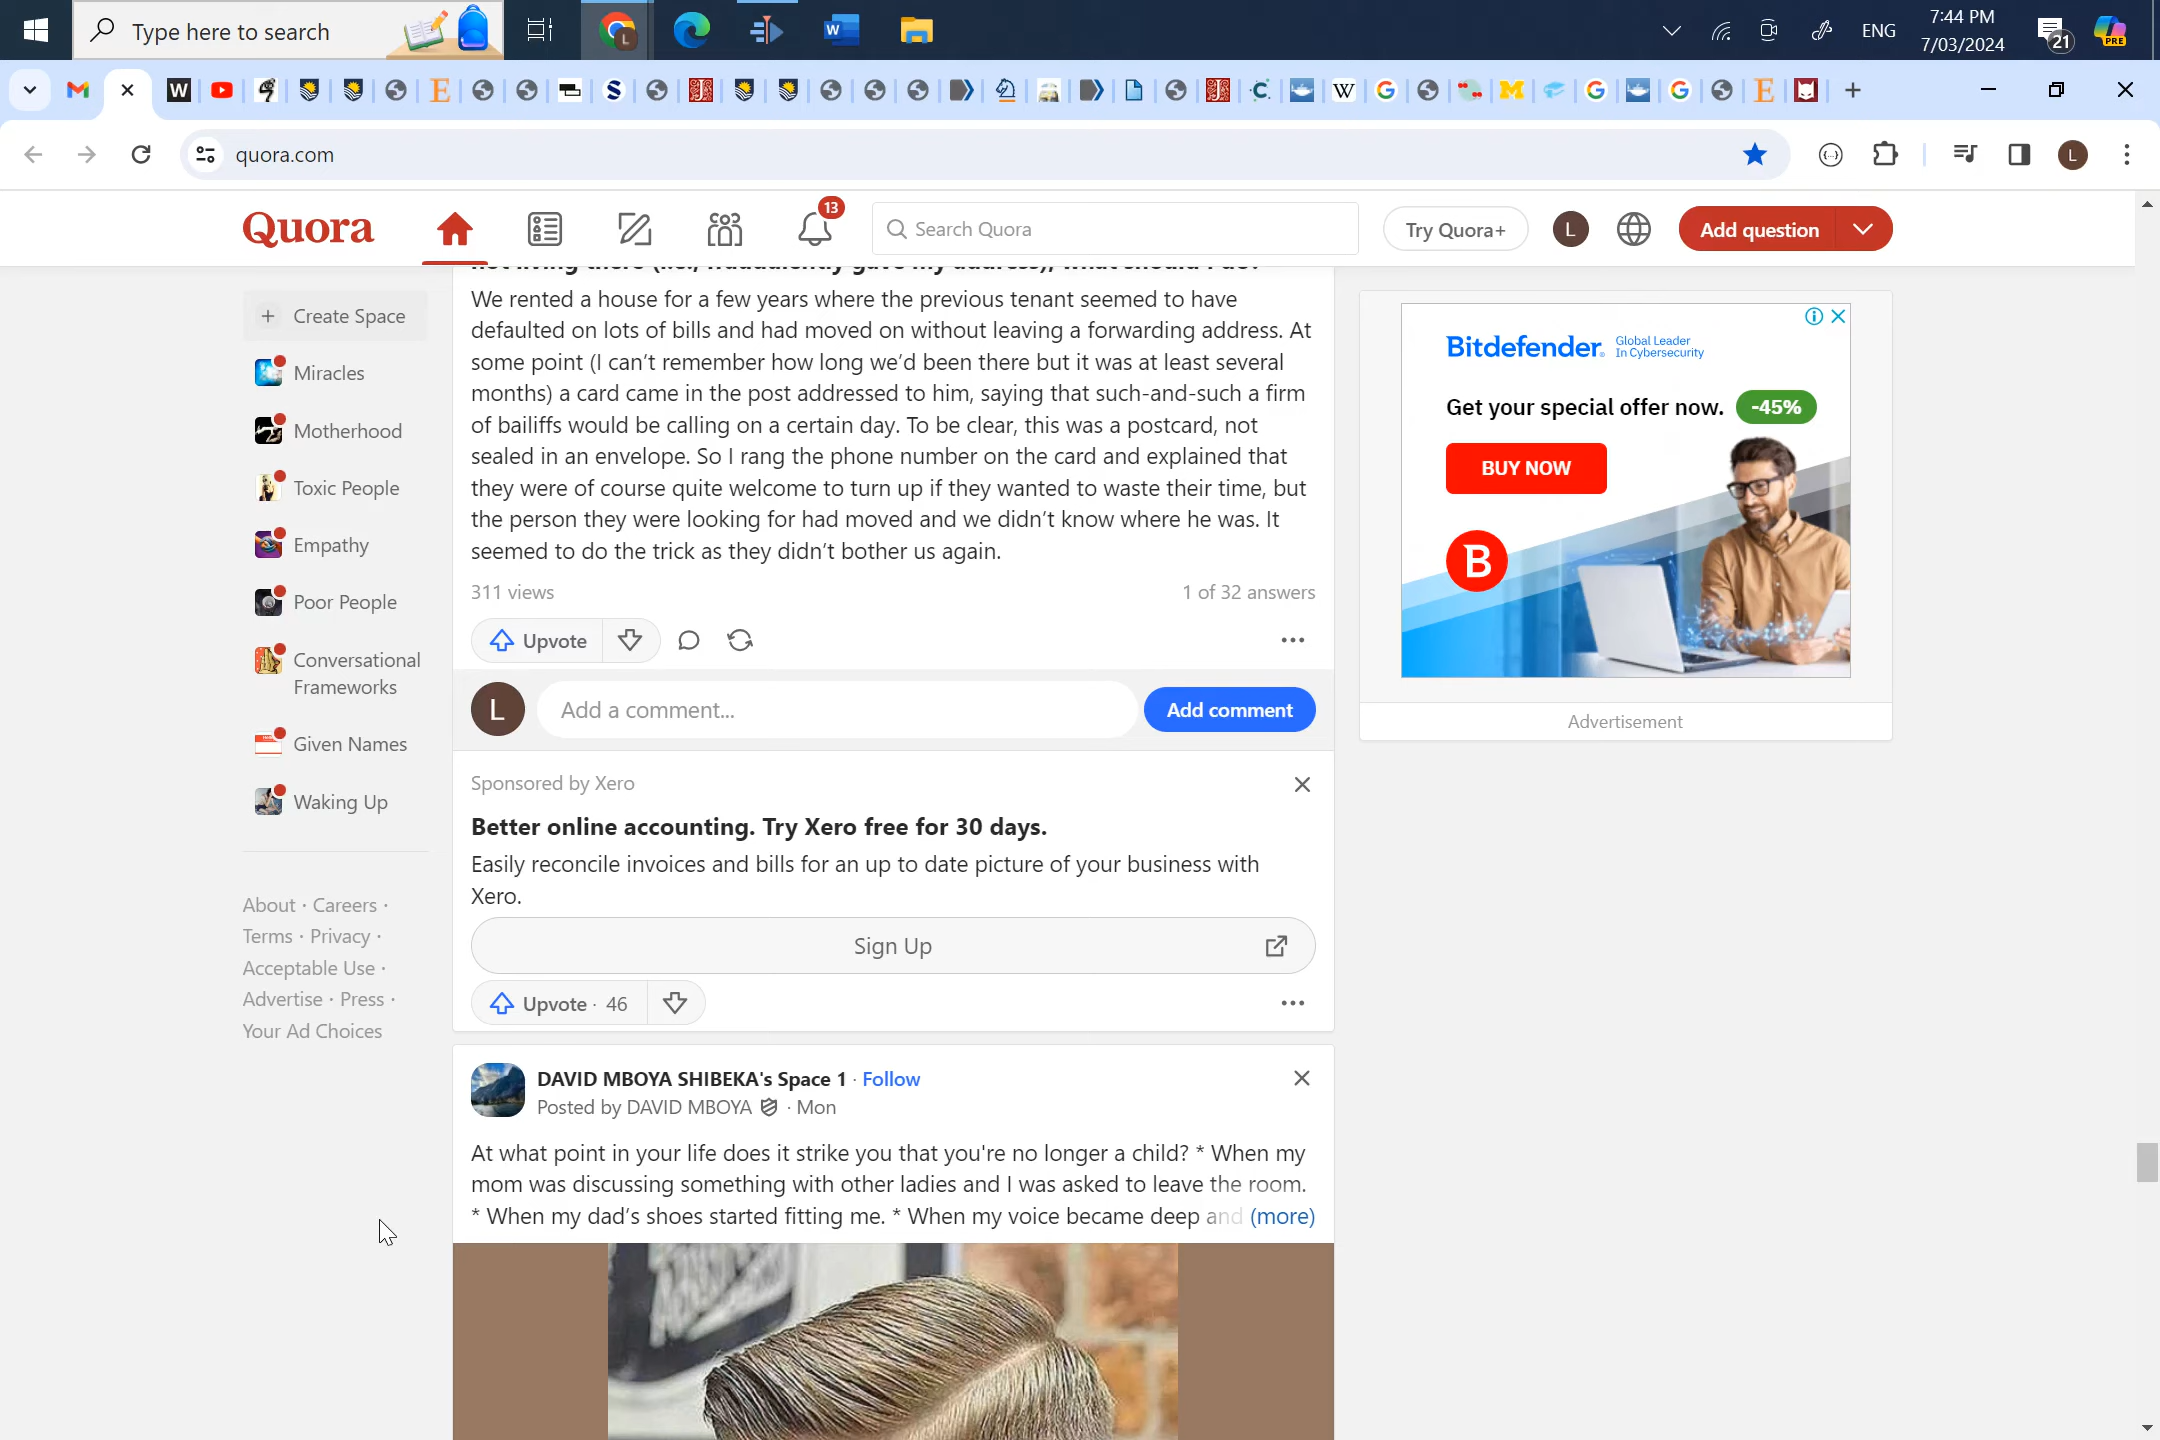 Type here to search
ENG
7:44 PM
7/03/2024
21
PRE
quora.com
L
Quora
13
Search Quora
Try Quora+
L
Add question
not living there (i.e., fraudulently gave my address), what should I do?
We rented a house for a few years where the previous tenant seemed to have
defaulted on lots of bills and had moved on without leaving a forwarding address. At
some point (I can't remember how long we'd been there but it was at least several
months) a card came in the post addressed to him, saying that such-and-such a firm
of bailiffs would be calling on a certain day. To be clear, this was a postcard, not
sealed in an envelope. So I rang the phone number on the card and explained that
they were of course quite welcome to turn up if they wanted to waste their time, but
the person they were looking for had moved and we didn't know where he was. It
seemed to do the trick as they didn't bother us again.
311 views
1 of 32 answers
Upvote
L
Add a comment...
Add comment
Sponsored by Xero
Better online accounting. Try Xero free for 30 days.
Easily reconcile invoices and bills for an up to date picture of your business with
Xero.
Sign Up
Upvote · 46
DAVID MBOYA SHIBEKA's Space 1 · Follow
Posted by DAVID MBOYA · Mon
At what point in your life does it strike you that you're no longer a child? * When my
mom was discussing something with other ladies and I was asked to leave the room.
* When my dad's shoes started fitting me. * When my voice became deep and (more)
+ Create Space
Miracles
Motherhood
Toxic People
Empathy
Poor People
Conversational
Frameworks
Given Names
Waking Up
About · Careers ·
Terms · Privacy ·
Acceptable Use ·
Advertise · Press ·
Your Ad Choices
Bitdefender
Global Leader
In Cybersecurity
Get your special offer now.
-45%
BUY NOW
B
Advertisement